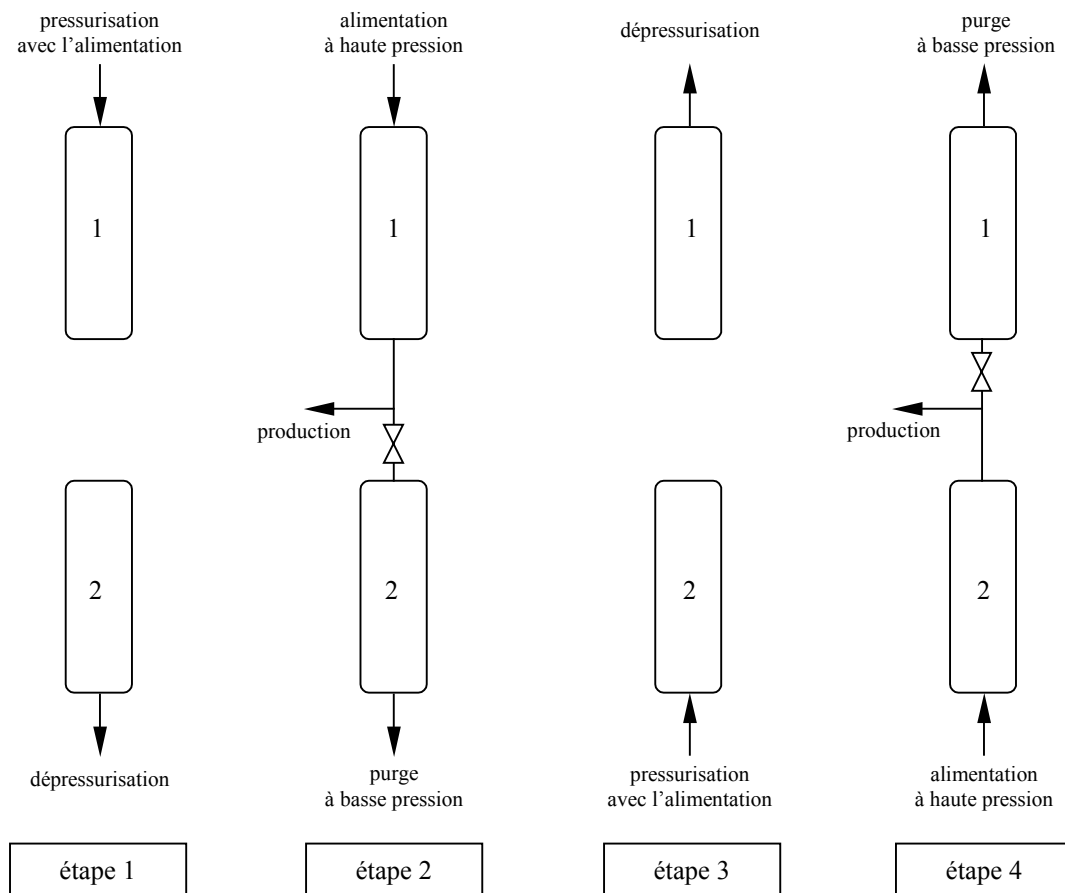 pressurisation
avec l’alimentation
1
2
dépressurisation
étape 1
alimentation
à haute pression
1
production
2
purge
à basse pression
étape 2
dépressurisation
1
2
pressurisation
avec l’alimentation
étape 3
purge
à basse pression
1
production
2
alimentation
à haute pression
étape 4